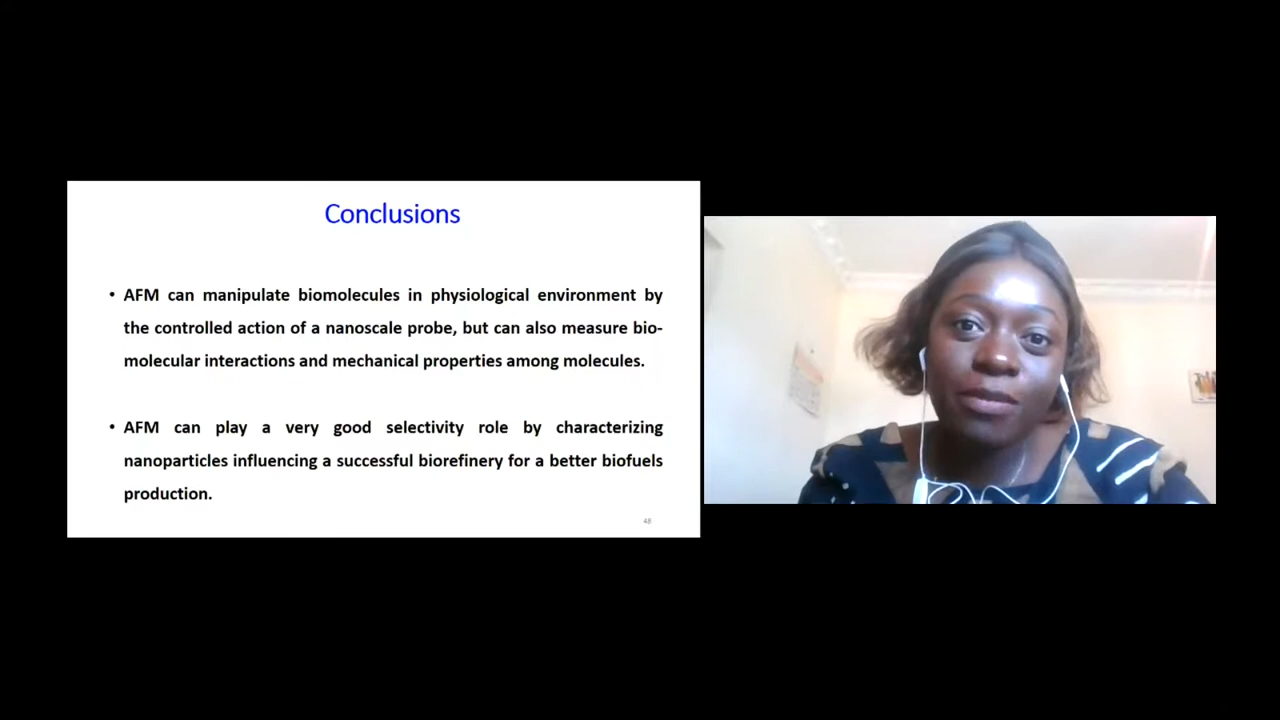 Conclusions
• AFM can manipulate biomolecules in physiological environment by
the controlled action of a nanoscale probe, but can also measure bio-
molecular interactions and mechanical properties among molecules.
• AFM can play a very good selectivity role by characterizing
nanoparticles influencing a successful biorefinery for a better biofuels
production.
48